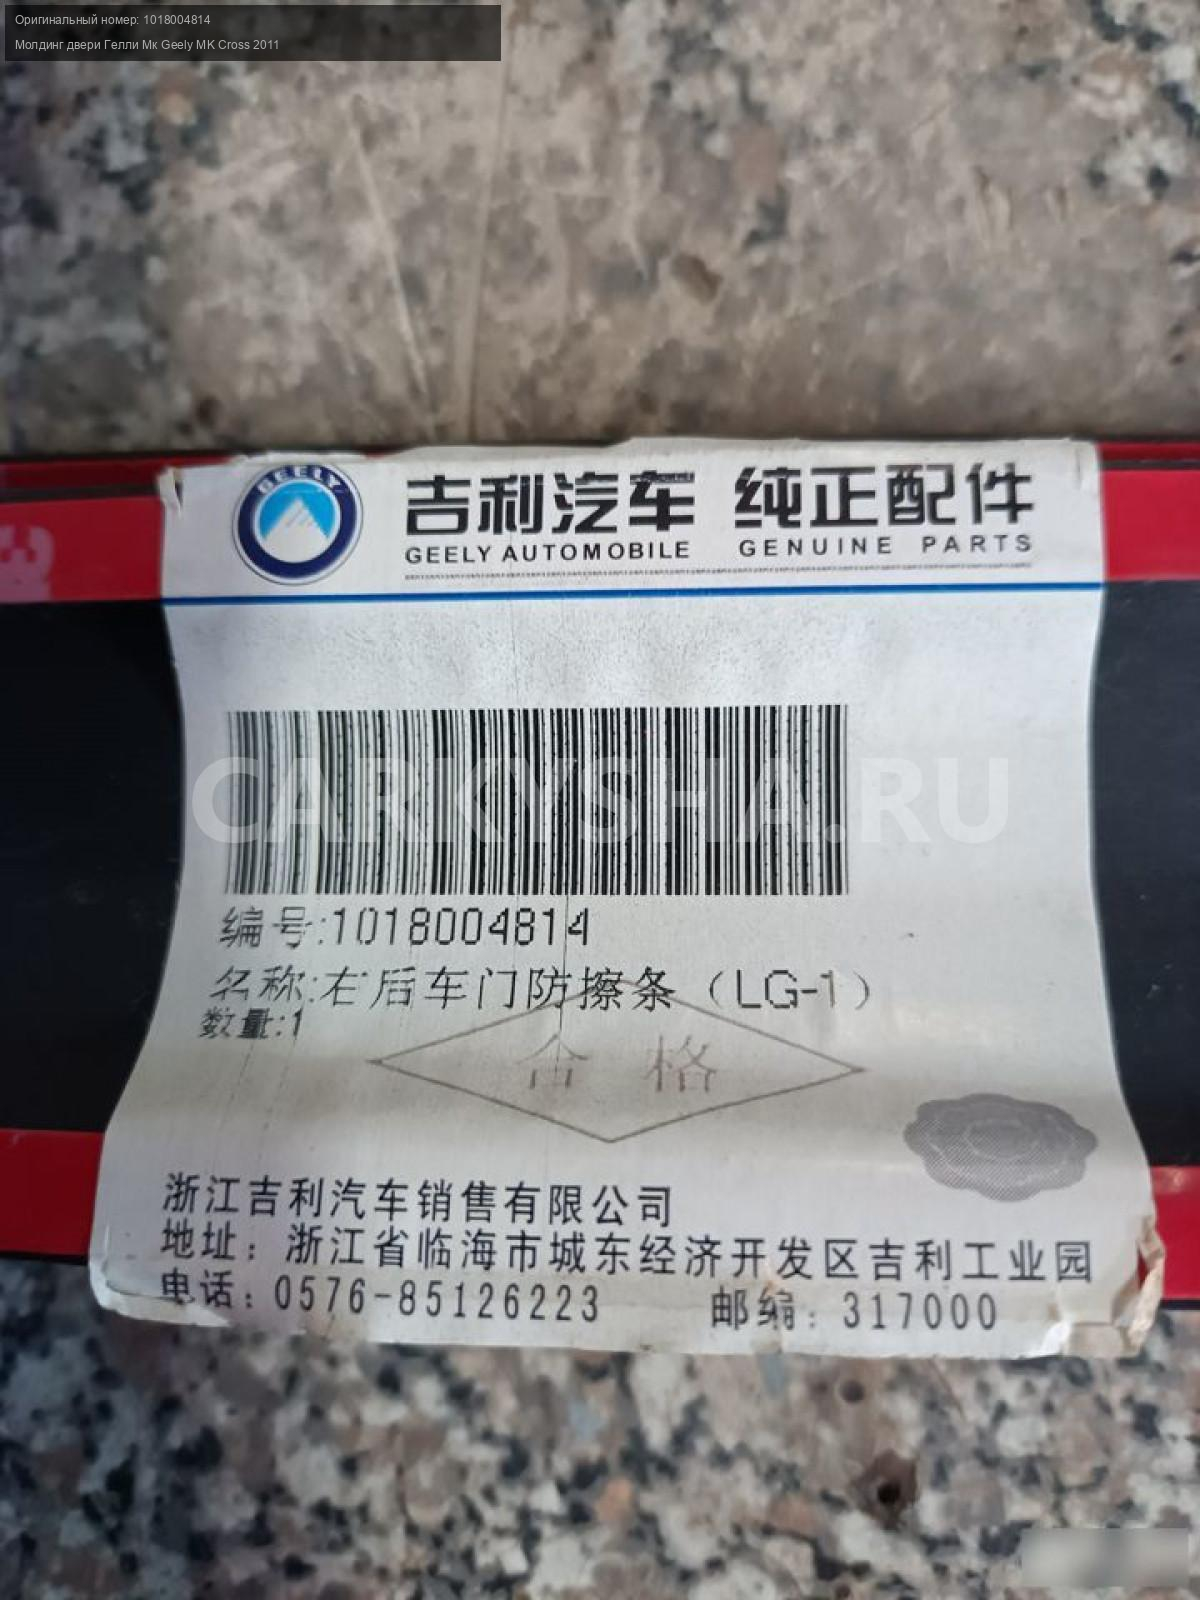 Оригинальный номер: 1018004814
Молдинг двери Гелли Мк Geely MK Cross 2011
GEELY
吉利汽车 纯正配件
GEELY AUTOMOBILE GENUINE PARTS
CARKYSHA.RU
编号:1018004814
名称:右后车门防擦条（LG-1）
数量:1
合格
浙江吉利汽车销售有限公司
地址：浙江省临海市城东经济开发区吉利工业园
电话：0576-85126223 邮编：317000